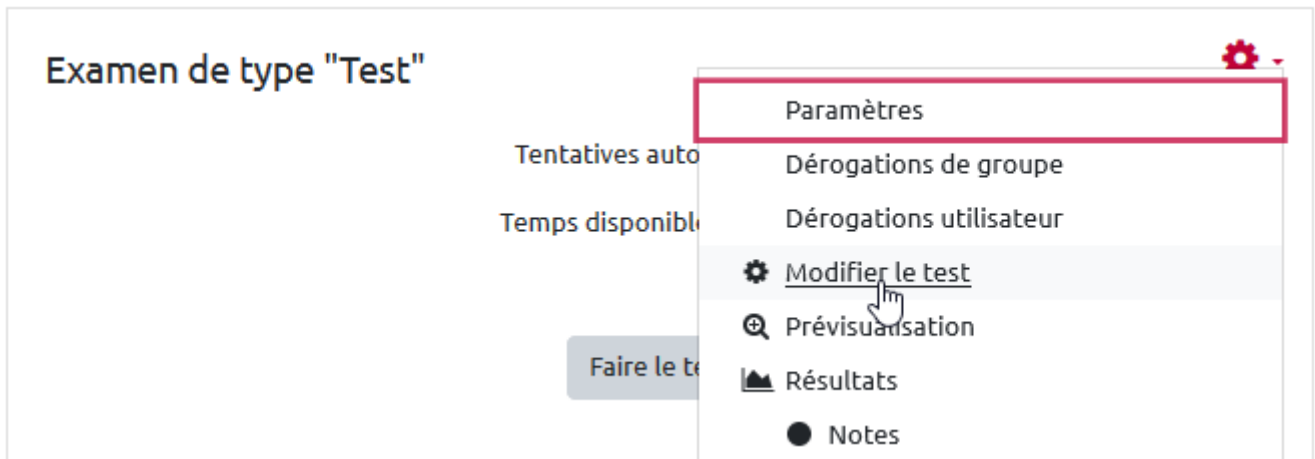 Examen de type "Test"
Paramètres
Tentatives auto
Dérogations de groupe
Temps disponible
Dérogations utilisateur
Modifier le test
Prévisualisation
Faire le te
Résultats
Notes